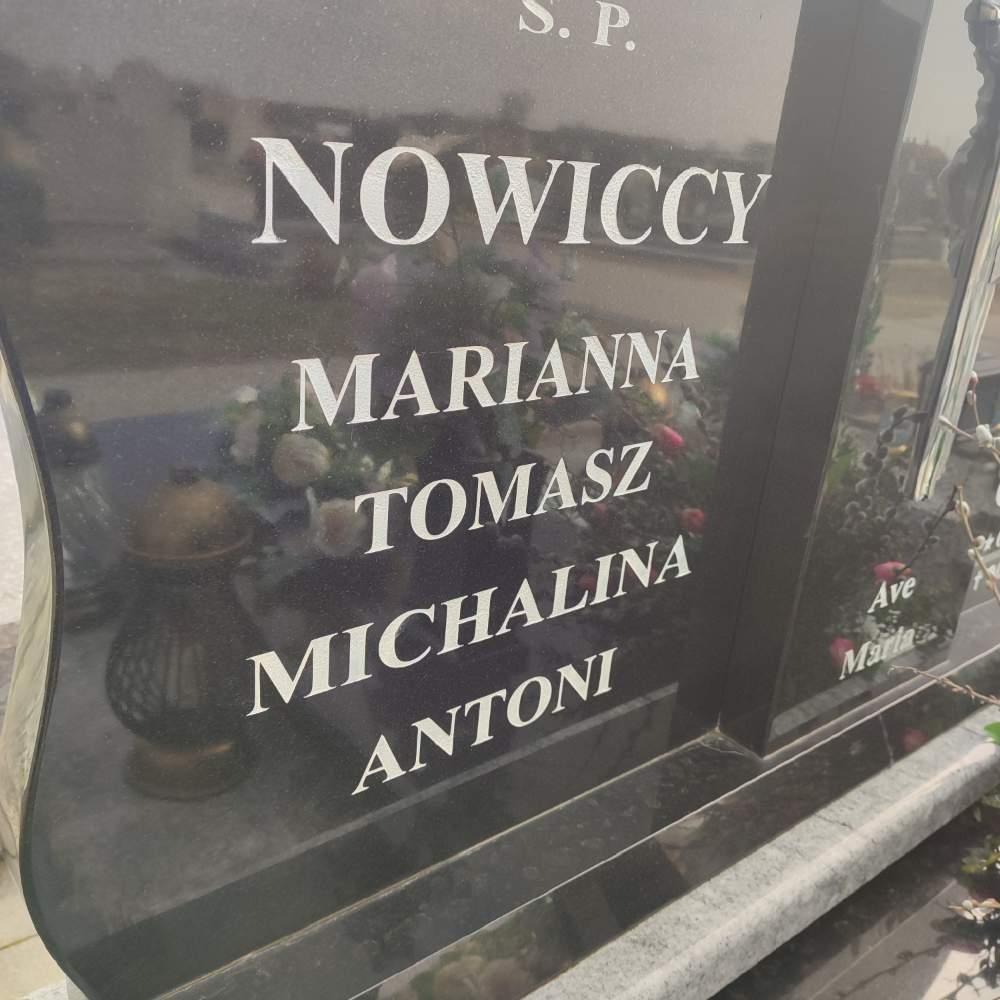 S. P.
NOWICCY
MARIANNA
TOMASZ
MICHALINA
ANTONI
Ave
Maria